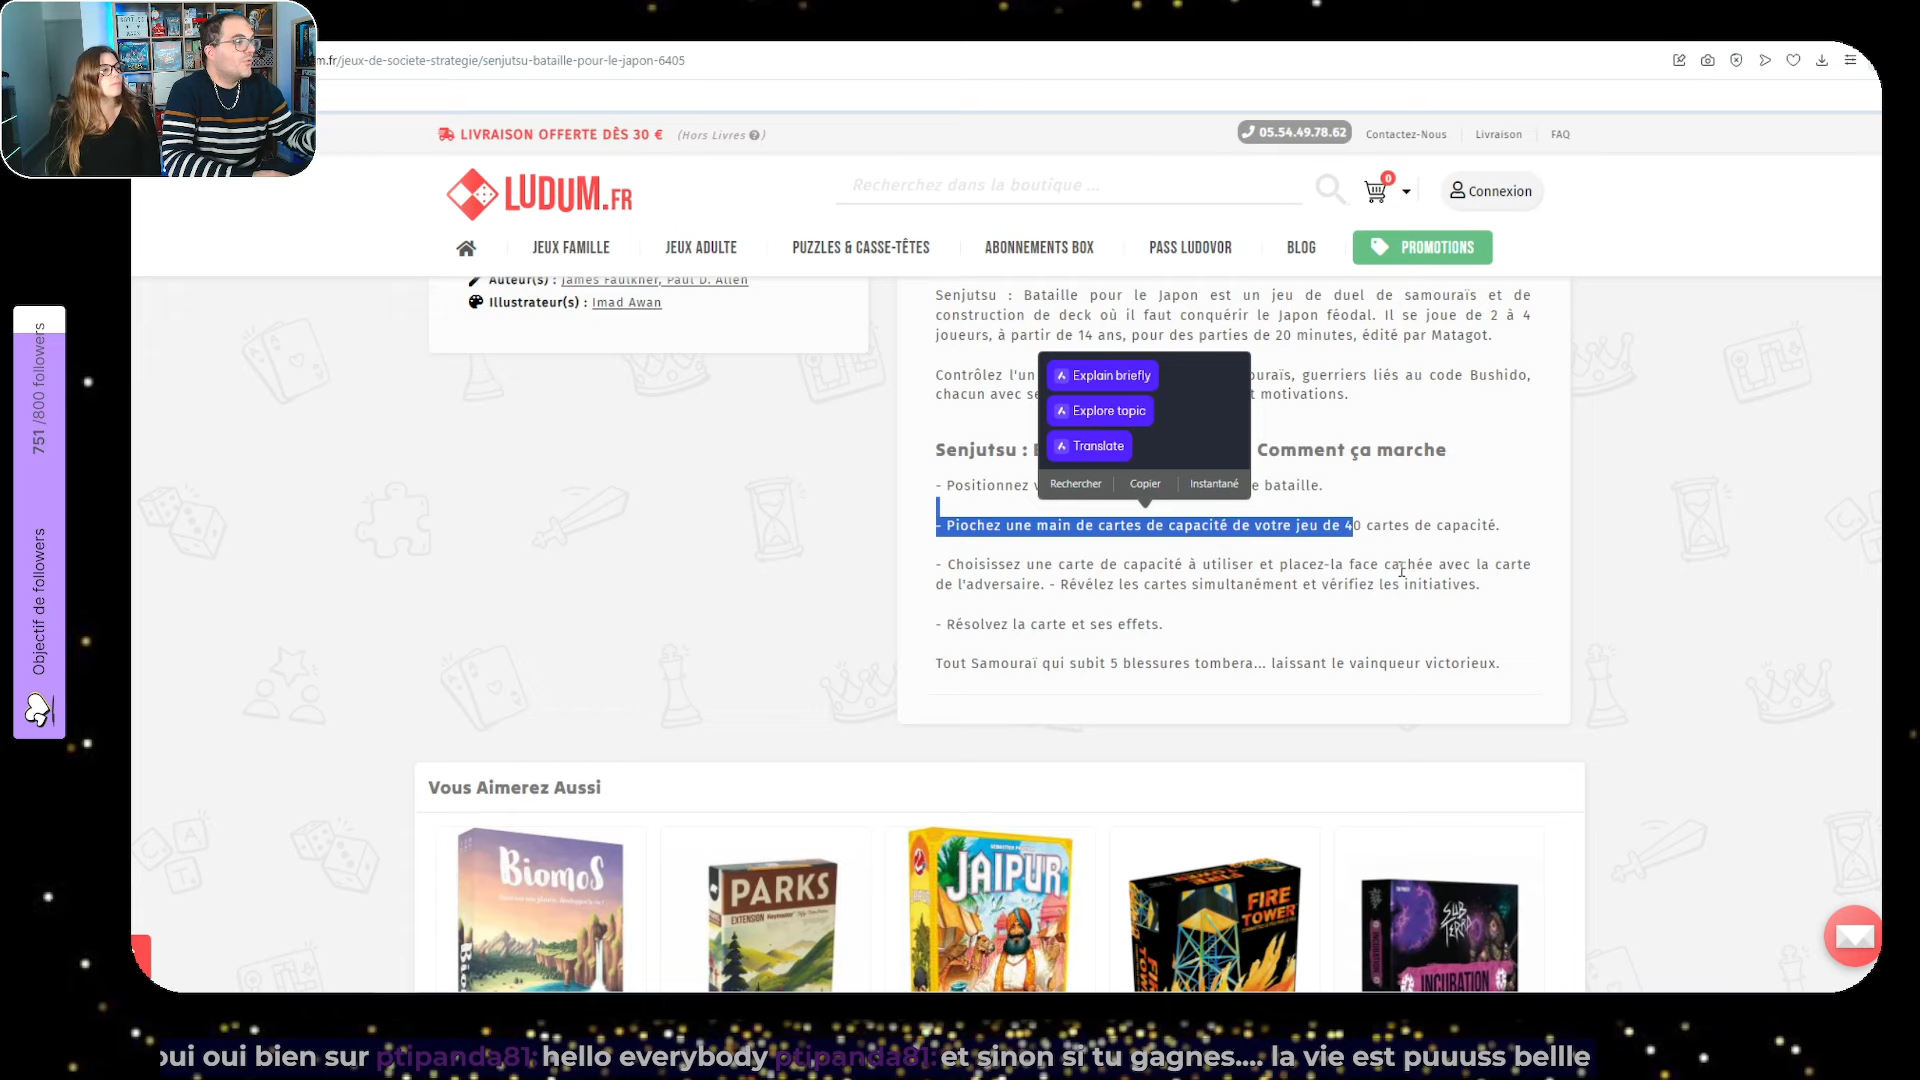 m.fr/jeux-de-societe-strategie/senjutsu-bataille-pour-le-japon-6405
LIVRAISON OFFERTE DÈS 30 € (Hors Livres ?)
05.54.49.78.62
Contactez-Nous
Livraison
FAQ
LUDUM.FR
Recherchez dans la boutique ...
0
Connexion
JEUX FAMILLE
JEUX ADULTE
PUZZLES & CASSE-TÊTES
ABONNEMENTS BOX
PASS LUDOVOR
BLOG
PROMOTIONS
Auteur(s) : James Faulkner, Paul D. Allen
Illustrateur(s) : Imad Awan
Senjutsu : Bataille pour le Japon est un jeu de duel de samouraïs et de
construction de deck où il faut conquérir le Japon féodal. Il se joue de 2 à 4
joueurs, à partir de 14 ans, pour des parties de 20 minutes, édité par Matagot.
Contrôlez l'un
ouraïs, guerriers liés au code Bushido,
chacun avec
t motivations.
Explain briefly
Explore topic
Translate
Rechercher
Copier
Instantané
Senjutsu :
Comment ça marche
- Positionnez
e bataille.
- Piochez une main de cartes de capacité de votre jeu de 40 cartes de capacité.
- Choisissez une carte de capacité à utiliser et placez-la face cachée avec la carte
de l'adversaire. - Révélez les cartes simultanément et vérifiez les initiatives.
- Résolvez la carte et ses effets.
Tout Samouraï qui subit 5 blessures tombera... laissant le vainqueur victorieux.
Vous Aimerez Aussi
BIOMOS
PARKS
EXTENSION
JAIPUR
FIRE
TOWER
SUB
TERRA
INCUBATION
Objectif de followers
751 /800 followers
oui oui bien sur ptipanda81: hello everybody ptipanda81: et sinon si tu gagnes.... la vie est puuuss bellle